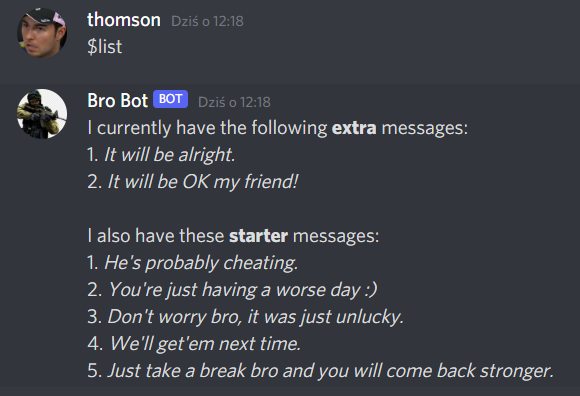 thomson Dziś o 12:18
$list
Bro Bot BOT Dziś o 12:18
I currently have the following extra messages:
1. It will be alright.
2. It will be OK my friend!
I also have these starter messages:
1. He's probably cheating.
2. You're just having a worse day :)
3. Don't worry bro, it was just unlucky.
4. We'll get'em next time.
5. Just take a break bro and you will come back stronger.